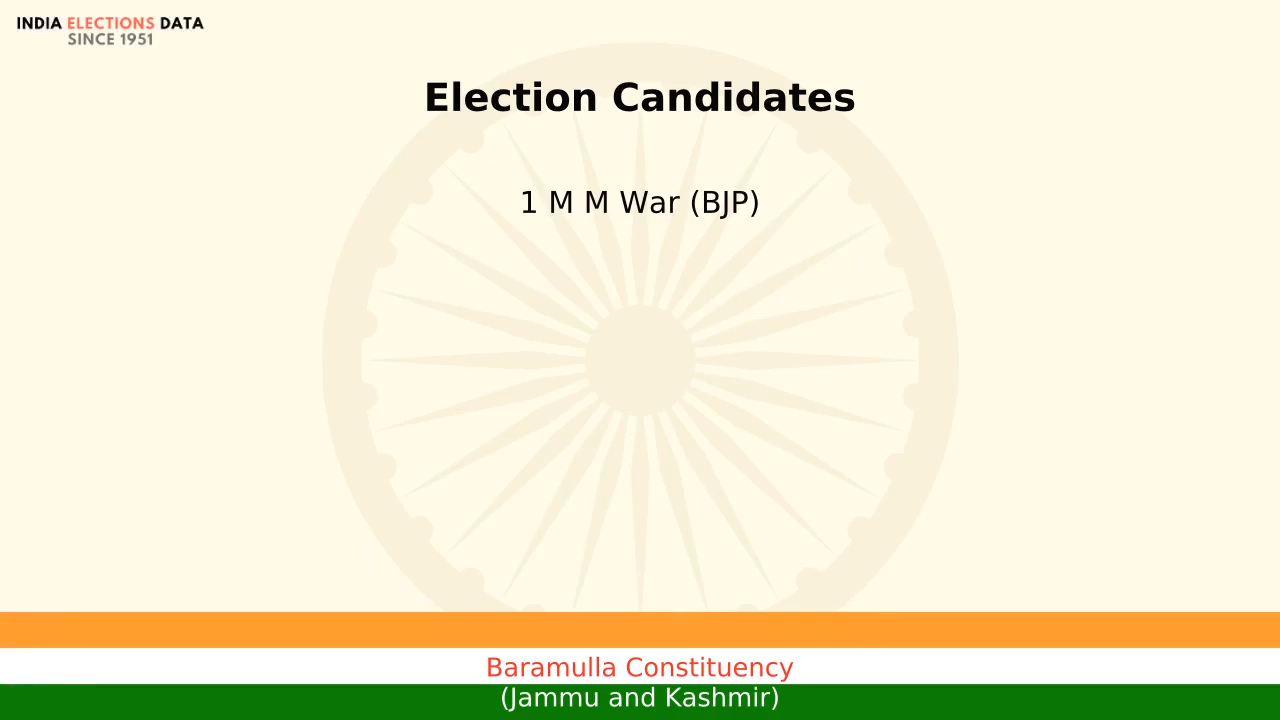 INDIA ELECTIONS DATA
SINCE 1951
Election Candidates
1 M M War (BJP)
Baramulla Constituency
(Jammu and Kashmir)